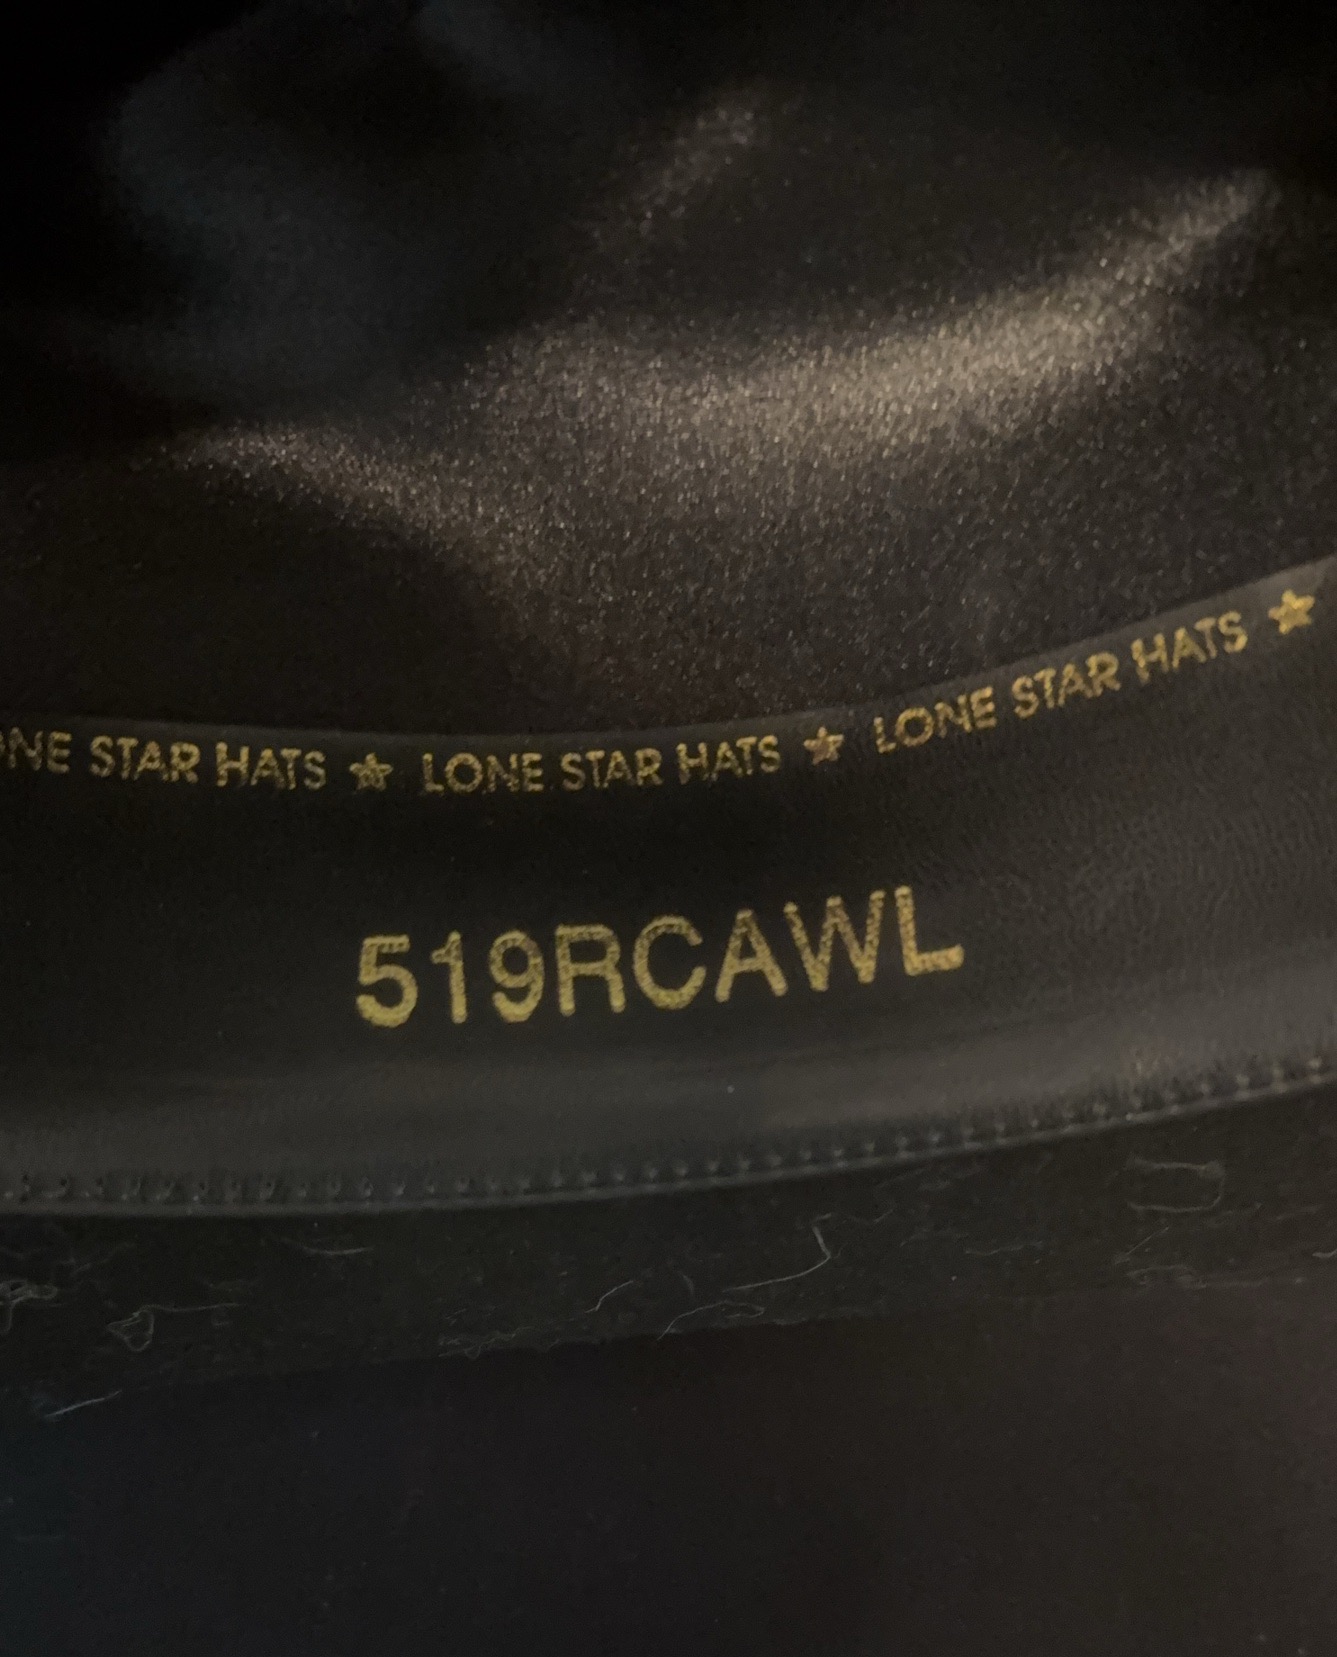 ONE STAR HATS ★ LONE STAR HATS ★ LONE STAR HATS ★
519RCAWL